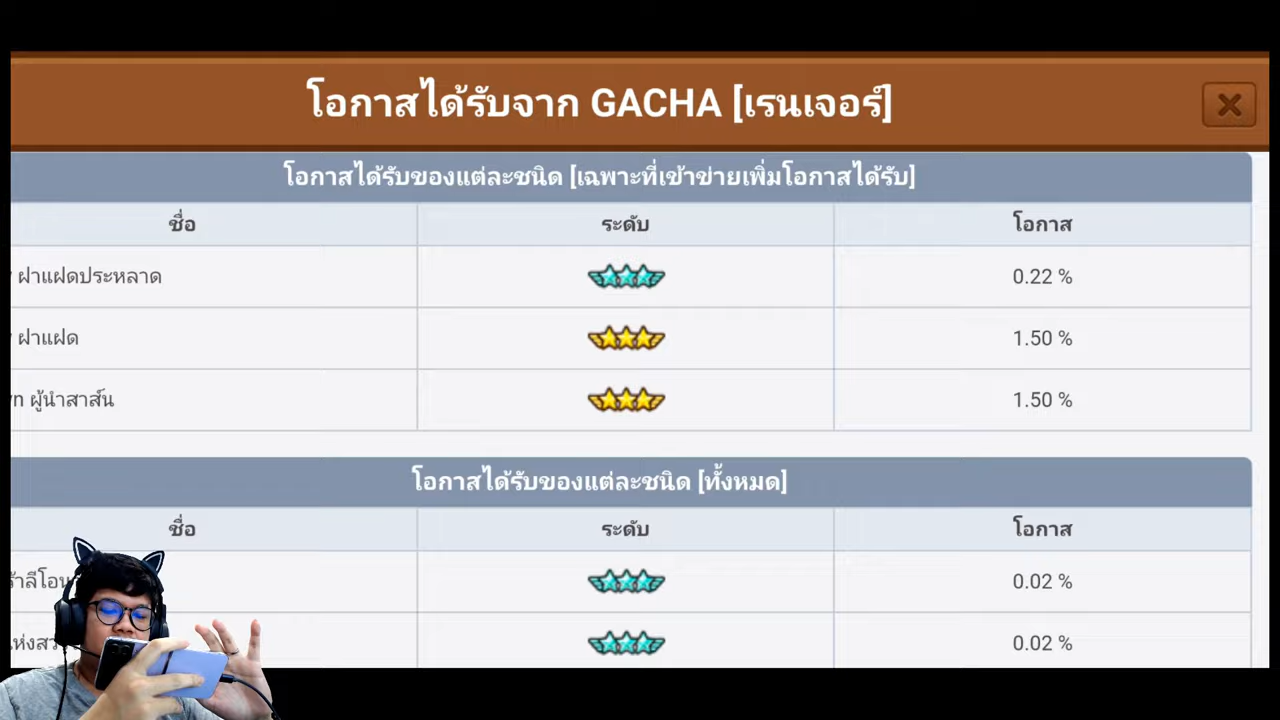 โอกาสได้รับจาก GACHA [เรนเจอร์]
โอกาสได้รับของแต่ละชนิด [เฉพาะที่เข้าข่ายเพิ่มโอกาสได้รับ]
ชื่อ ระดับ โอกาส
ฝาแฝดประหลาด 0.22 %
ฝาแฝด 1.50 %
ผู้นำสาส์น 1.50 %
โอกาสได้รับของแต่ละชนิด [ทั้งหมด]
ชื่อ ระดับ โอกาส
0.02 %
0.02 %